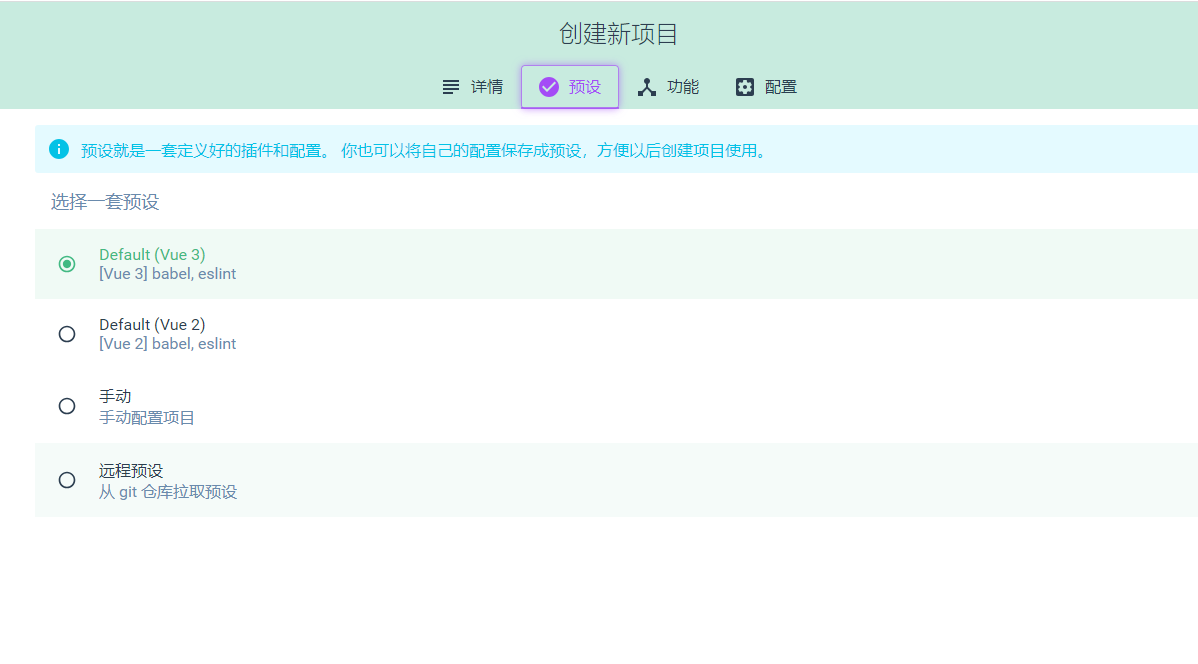 创建新项目
详情 预设 功能 配置
预设就是一套定义好的插件和配置。 你也可以将自己的配置保存成预设，方便以后创建项目使用。
选择一套预设
Default (Vue 3)
[Vue 3] babel, eslint
Default (Vue 2)
[Vue 2] babel, eslint
手动
手动配置项目
远程预设
从 git 仓库拉取预设